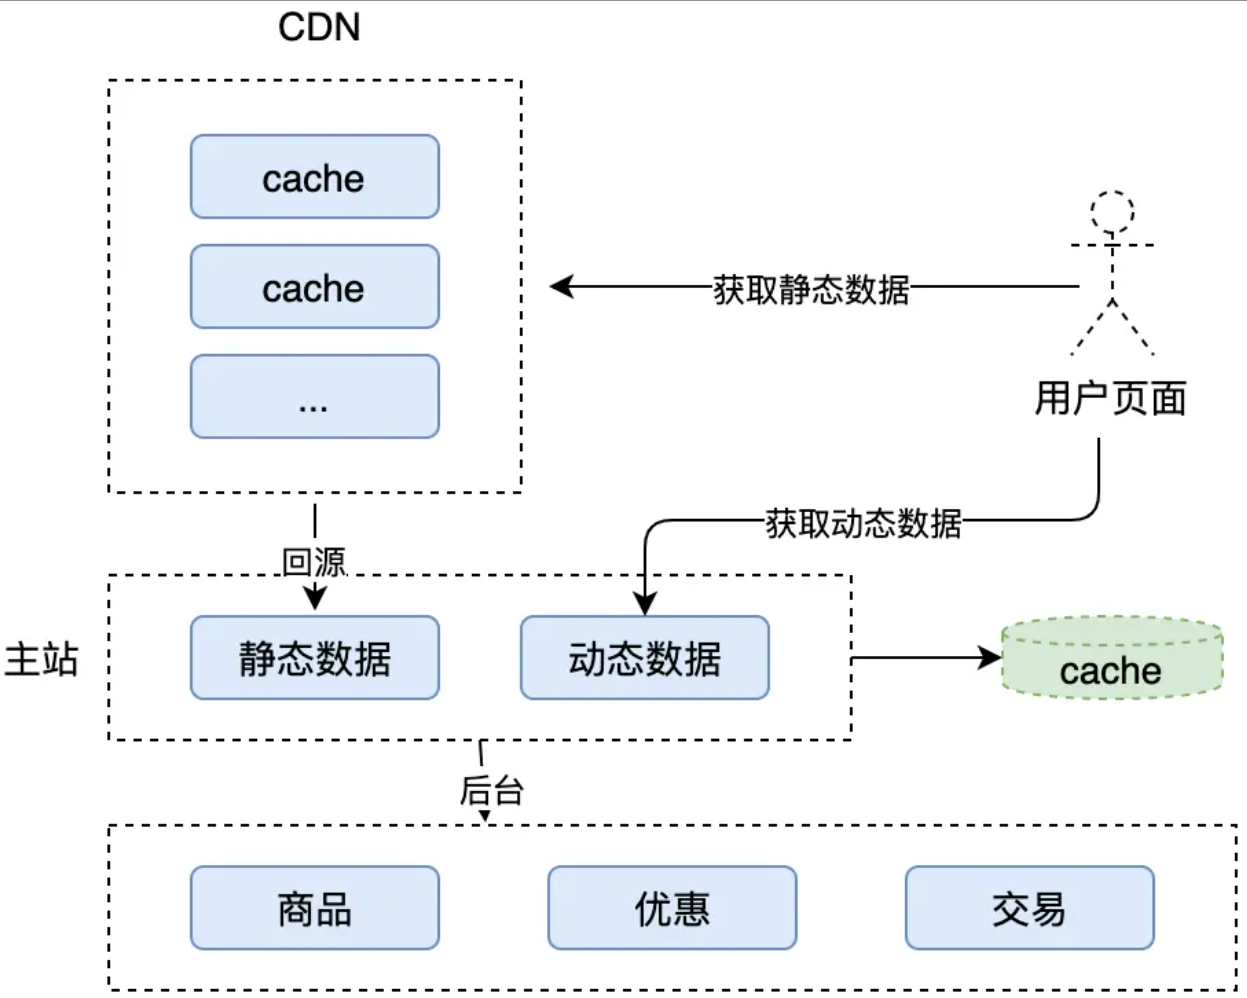 CDN
cache
cache
...
获取静态数据
用户页面
获取动态数据
回源
主站
静态数据
动态数据
cache
后台
商品
优惠
交易